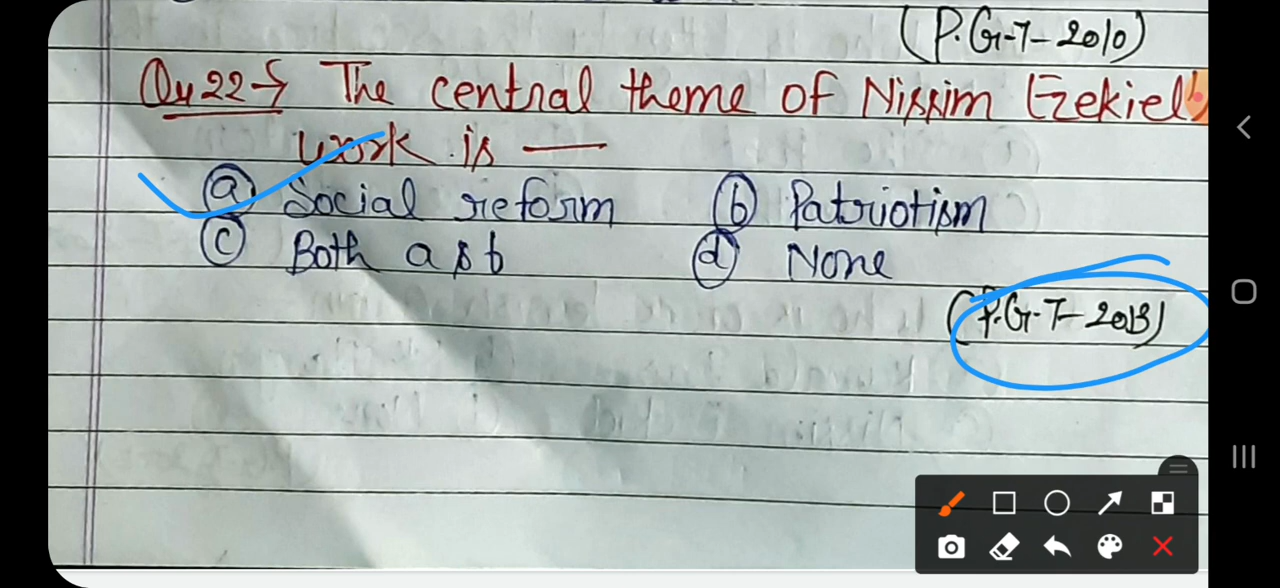 (P.G-T-2010)
Qu 22→ The central theme of Nissim Ezekiel's
work is —
(a) Social reform (b) Patriotism
(c) Both a & b (d) None
(P.G-T-2013)